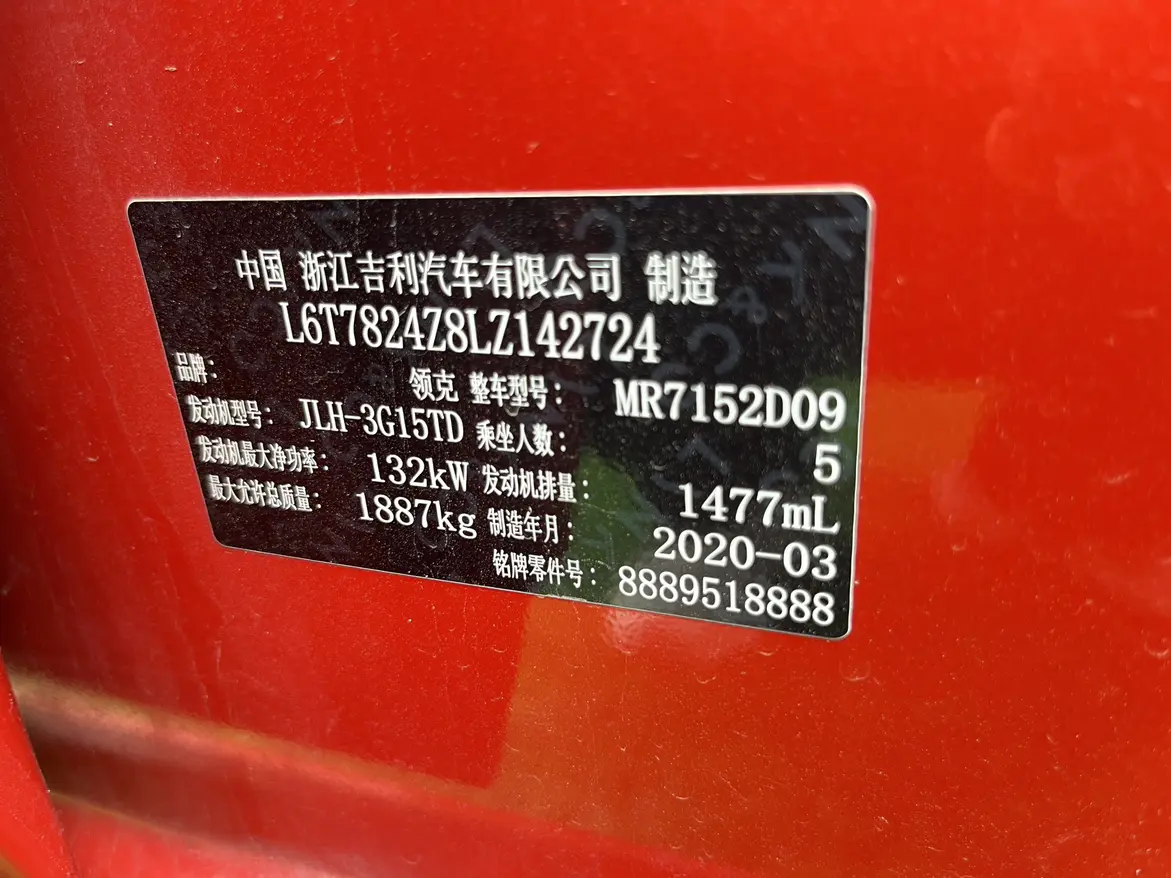 中国 浙江吉利汽车有限公司 制造
L6T7824Z8LZ142724
品牌： 领克 整车型号： MR7152D09
发动机型号： JLH-3G15TD 乘坐人数： 5
发动机最大净功率： 132kW 发动机排量： 1477mL
最大允许总质量： 1887kg 制造年月： 2020-03
铭牌零件号： 8889518888